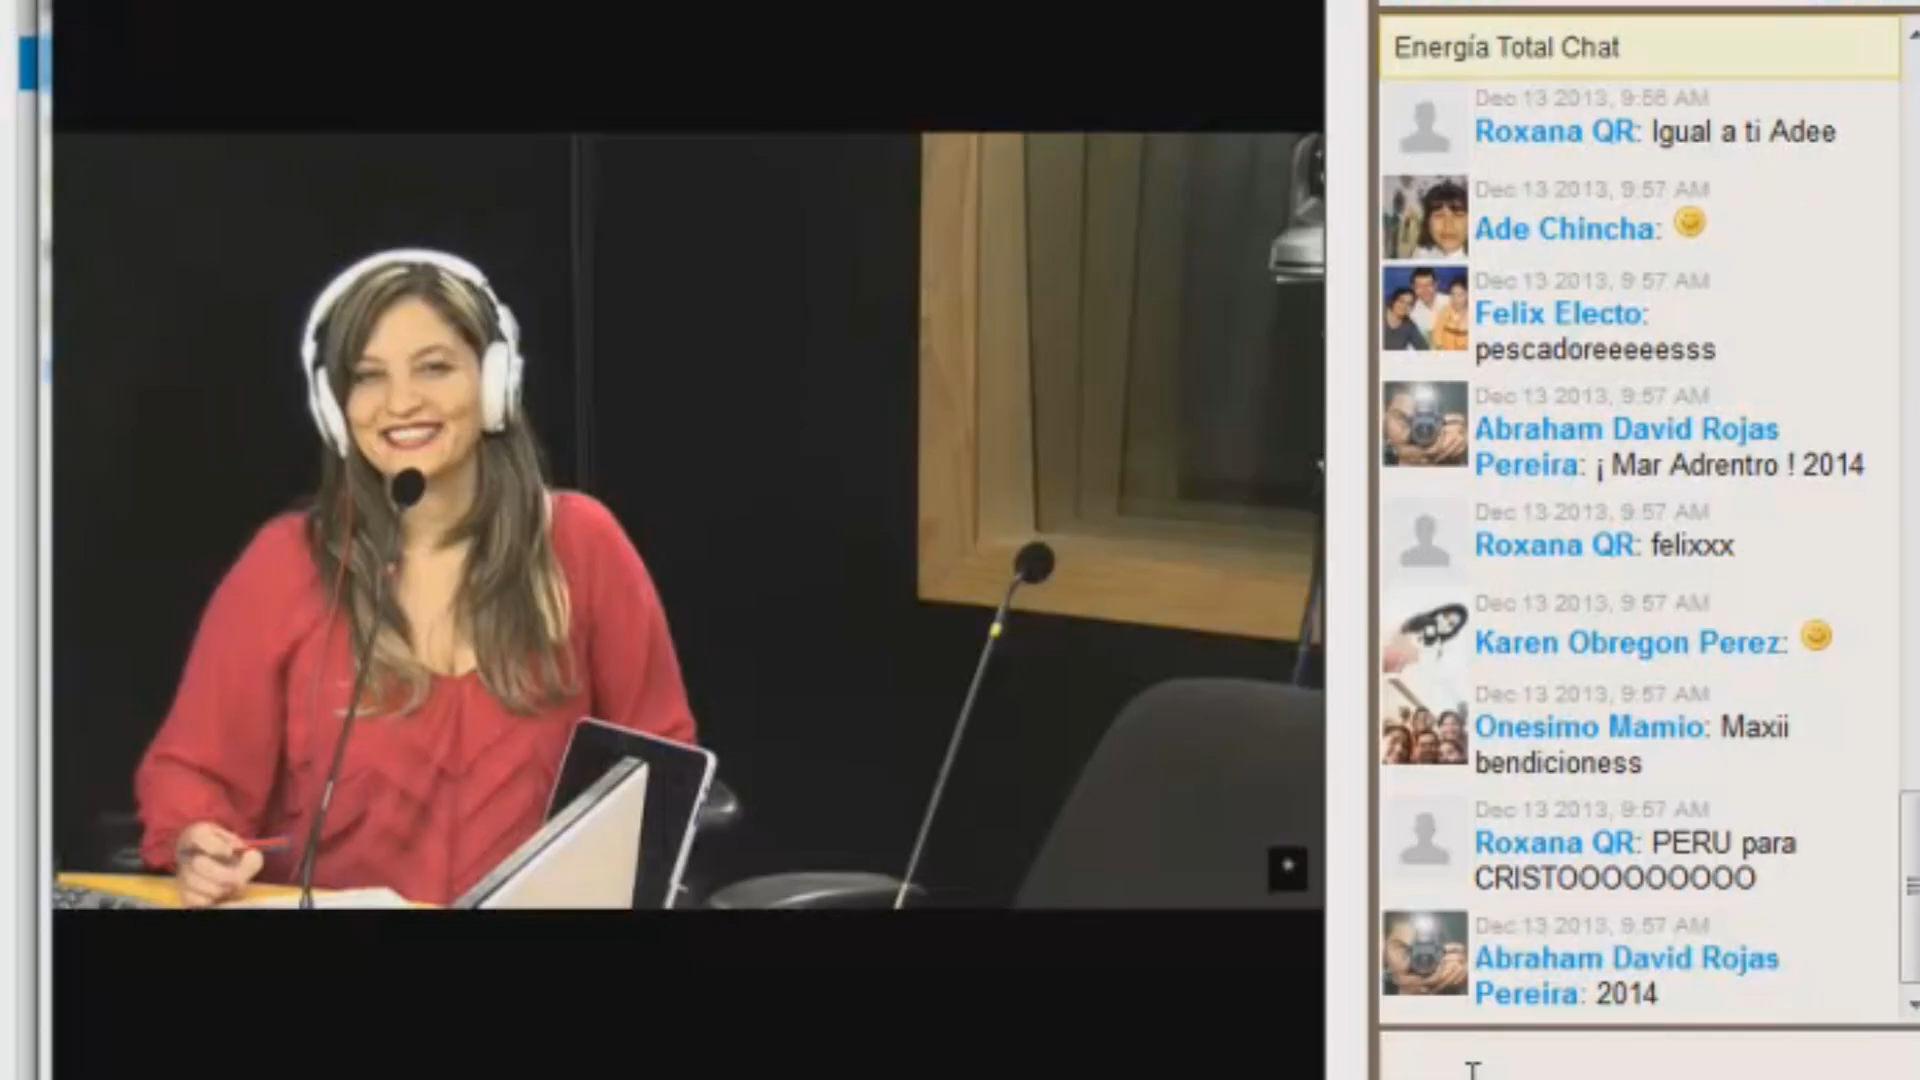 Energía Total Chat
Dec 13 2013, 9:56 AM
Roxana QR: Igual a ti Adee
Dec 13 2013, 9:57 AM
Ade Chincha:
Dec 13 2013, 9:57 AM
Felix Electo:
pescadoreeeeesss
Dec 13 2013, 9:57 AM
Abraham David Rojas
Pereira: ¡ Mar Adrentro ! 2014
Dec 13 2013, 9:57 AM
Roxana QR: felixxx
Dec 13 2013, 9:57 AM
Karen Obregon Perez:
Dec 13 2013, 9:57 AM
Onesimo Mamio: Maxii
bendicioness
Dec 13 2013, 9:57 AM
Roxana QR: PERU para
CRISTOOOOOOOOO
Dec 13 2013, 9:57 AM
Abraham David Rojas
Pereira: 2014